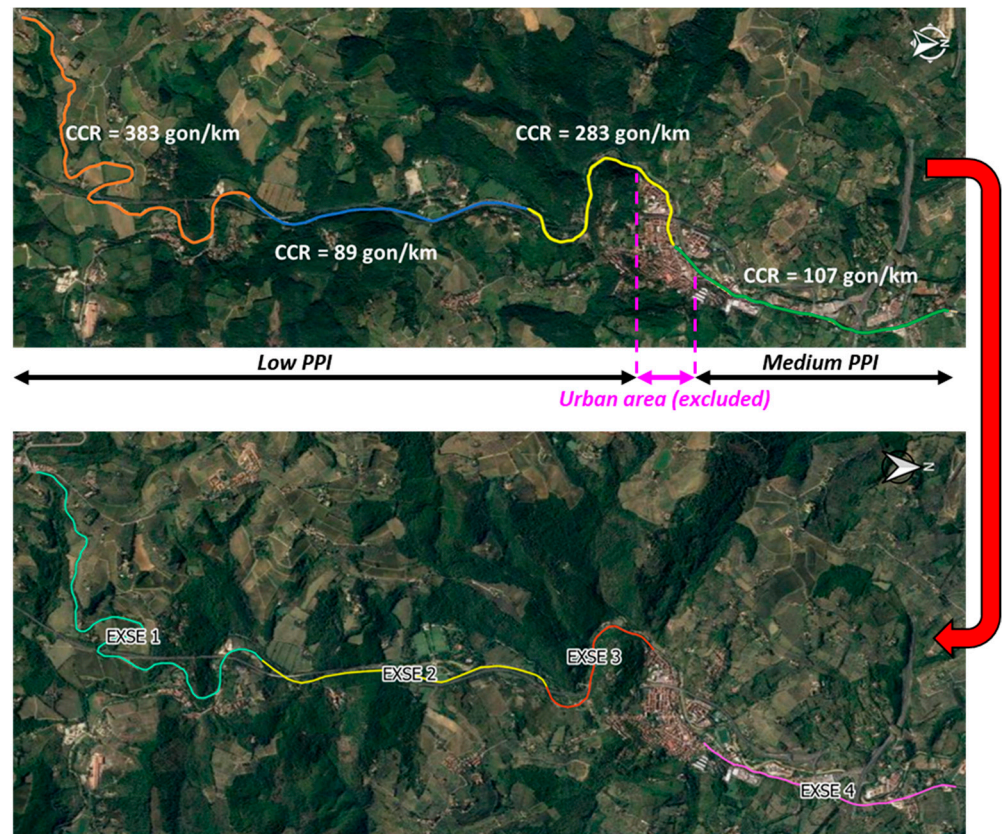 N
CCR = 383 gon/km
CCR = 283 gon/km
CCR = 89 gon/km
CCR = 107 gon/km
Low PPI
Medium PPI
Urban area (excluded)
N
EXSE 1
EXSE 2
EXSE 3
EXSE 4